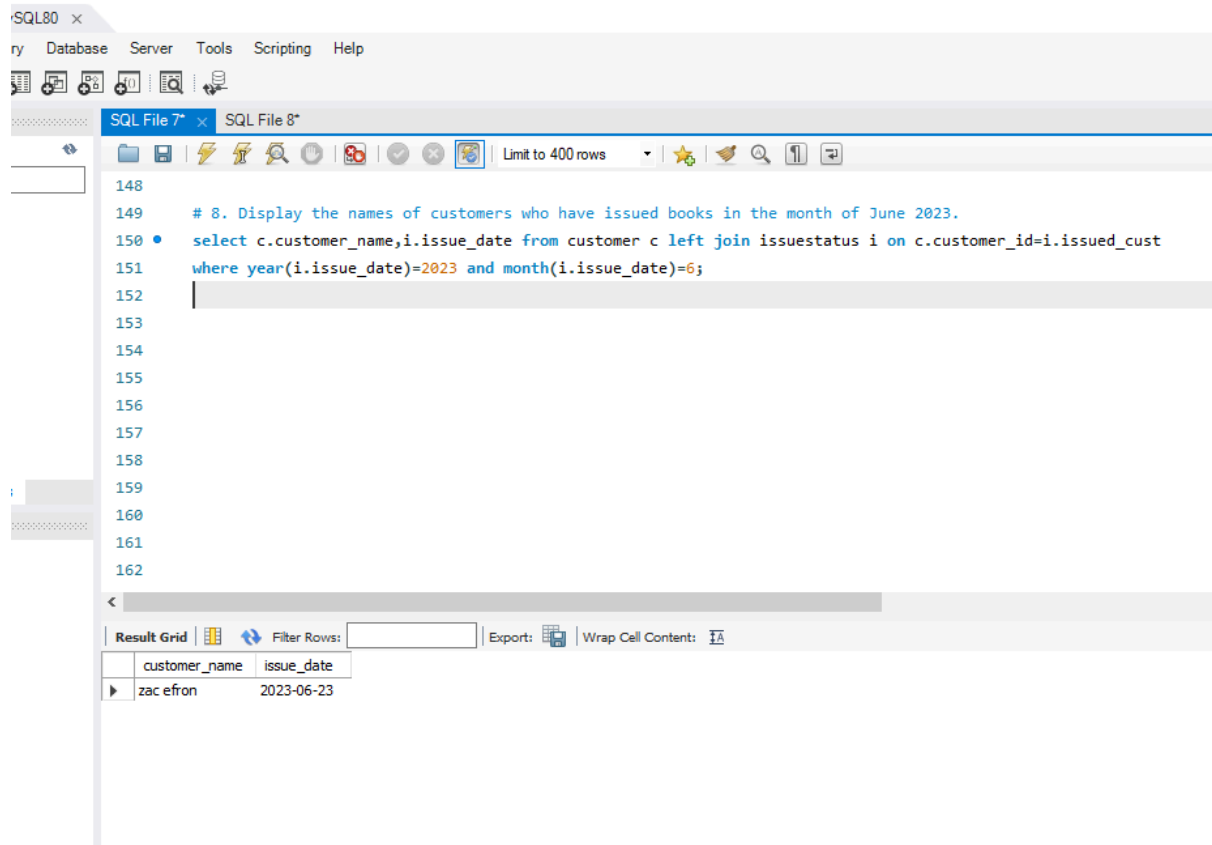 ySQL80 ×
ry Database Server Tools Scripting Help
SQL File 7* × SQL File 8*
Limit to 400 rows
148
149 # 8. Display the names of customers who have issued books in the month of June 2023.
150 select c.customer_name,i.issue_date from customer c left join issuestatus i on c.customer_id=i.issued_cust
151 where year(i.issue_date)=2023 and month(i.issue_date)=6;
152
153
154
155
156
157
158
159
160
161
162
Result Grid Filter Rows: Export: Wrap Cell Content:
customer_name issue_date
zac efron 2023-06-23